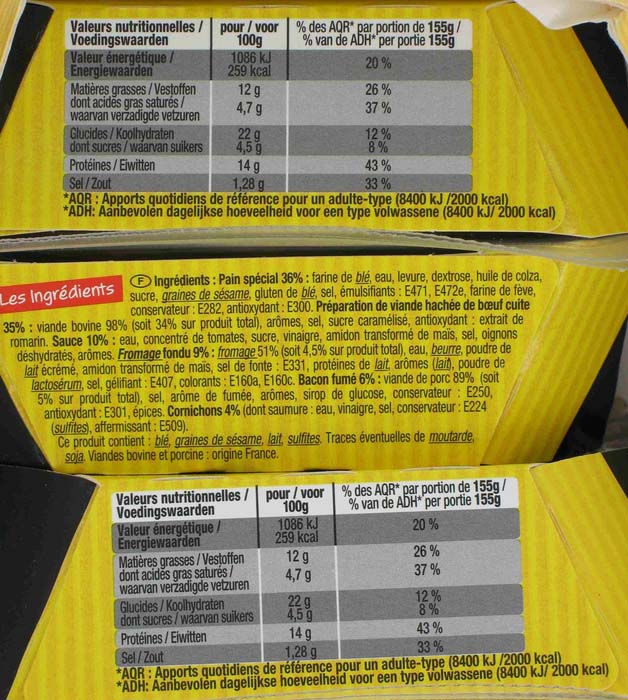 Valeurs nutritionnelles / pour / voor % des AQR* par portion de 155g /
Voedingswaarden 100g % van de ADH* per portie 155g
Valeur énergétique / 1086 kJ 20 %
Energiewaarden 259 kcal
Matières grasses / Vestoffen 12 g 26 %
dont acides gras saturés / 4,7 g 37 %
waarvan verzadigde vetzuren
Glucides / Koolhydraten 22 g 12 %
dont sucres / waarvan suikers 4,5 g 8 %
Protéines / Eiwitten 14 g 43 %
Sel / Zout 1,28 g 33 %
*AQR : Apports quotidiens de référence pour un adulte-type (8400 kJ /2000 kcal)
*ADH: Aanbevolen dagelijkse hoeveelheid voor een type volwassene (8400 kJ/ 2000 kcal)
Les Ingrédients
F Ingrédients : Pain spécial 36% : farine de blé, eau, levure, dextrose, huile de colza,
sucre, graines de sésame, gluten de blé, sel, émulsifiants : E471, E472e, farine de fève,
conservateur : E282, antioxydant : E300. Préparation de viande hachée de bœuf cuite
35% : viande bovine 98% (soit 34% sur produit total), arômes, sel, sucre caramélisé, antioxydant : extrait de
romarin. Sauce 10% : eau, concentré de tomates, sucre, vinaigre, amidon transformé de maïs, sel, oignons
déshydratés, arômes. Fromage fondu 9% : fromage 51% (soit 4,5% sur produit total), eau, beurre, poudre de
lait écrémé, amidon transformé de maïs, sel de fonte : E331, protéines de lait, arômes (lait), poudre de
lactosérum, sel, gélifiant : E407, colorants : E160a, E160c. Bacon fumé 6% : viande de porc 89% (soit
5% sur produit total), sel, arôme de fumée, arômes, sirop de glucose, conservateur : E250,
antioxydant : E301, épices. Cornichons 4% (dont saumure : eau, vinaigre, sel, conservateur : E224
(sulfites), affermissant : E509).
Ce produit contient : blé, graines de sésame, lait, sulfites. Traces éventuelles de moutarde,
soja. Viandes bovine et porcine : origine France.
Valeurs nutritionnelles / pour / voor % des AQR* par portion de 155g /
Voedingswaarden 100g % van de ADH* per portie 155g
Valeur énergétique / 1086 kJ 20 %
Energiewaarden 259 kcal
Matières grasses / Vestoffen 12 g 26 %
dont acides gras saturés / 4,7 g 37 %
waarvan verzadigde vetzuren
Glucides / Koolhydraten 22 g 12 %
dont sucres / waarvan suikers 4,5 g 8 %
Protéines / Eiwitten 14 g 43 %
Sel / Zout 1,28 g 33 %
*AQR : Apports quotidiens de référence pour un adulte-type (8400 kJ /2000 kcal)
*ADH: Aanbevolen dagelijkse hoeveelheid voor een type volwassene (8400 kJ/ 2000 kcal)